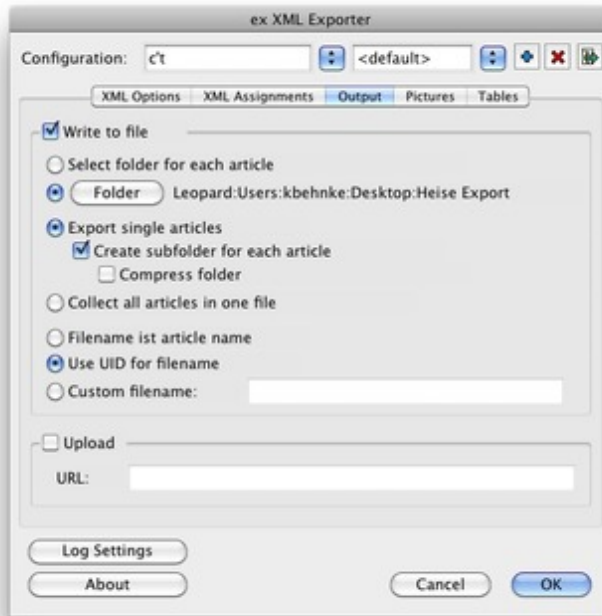 ex XML Exporter
Configuration: c't <default>
XML Options XML Assignments Output Pictures Tables
Write to file
Select folder for each article
Folder Leopard:Users:kbehnke:Desktop:Heise Export
Export single articles
Create subfolder for each article
Compress folder
Collect all articles in one file
Filename ist article name
Use UID for filename
Custom filename:
Upload
URL:
Log Settings
About Cancel OK